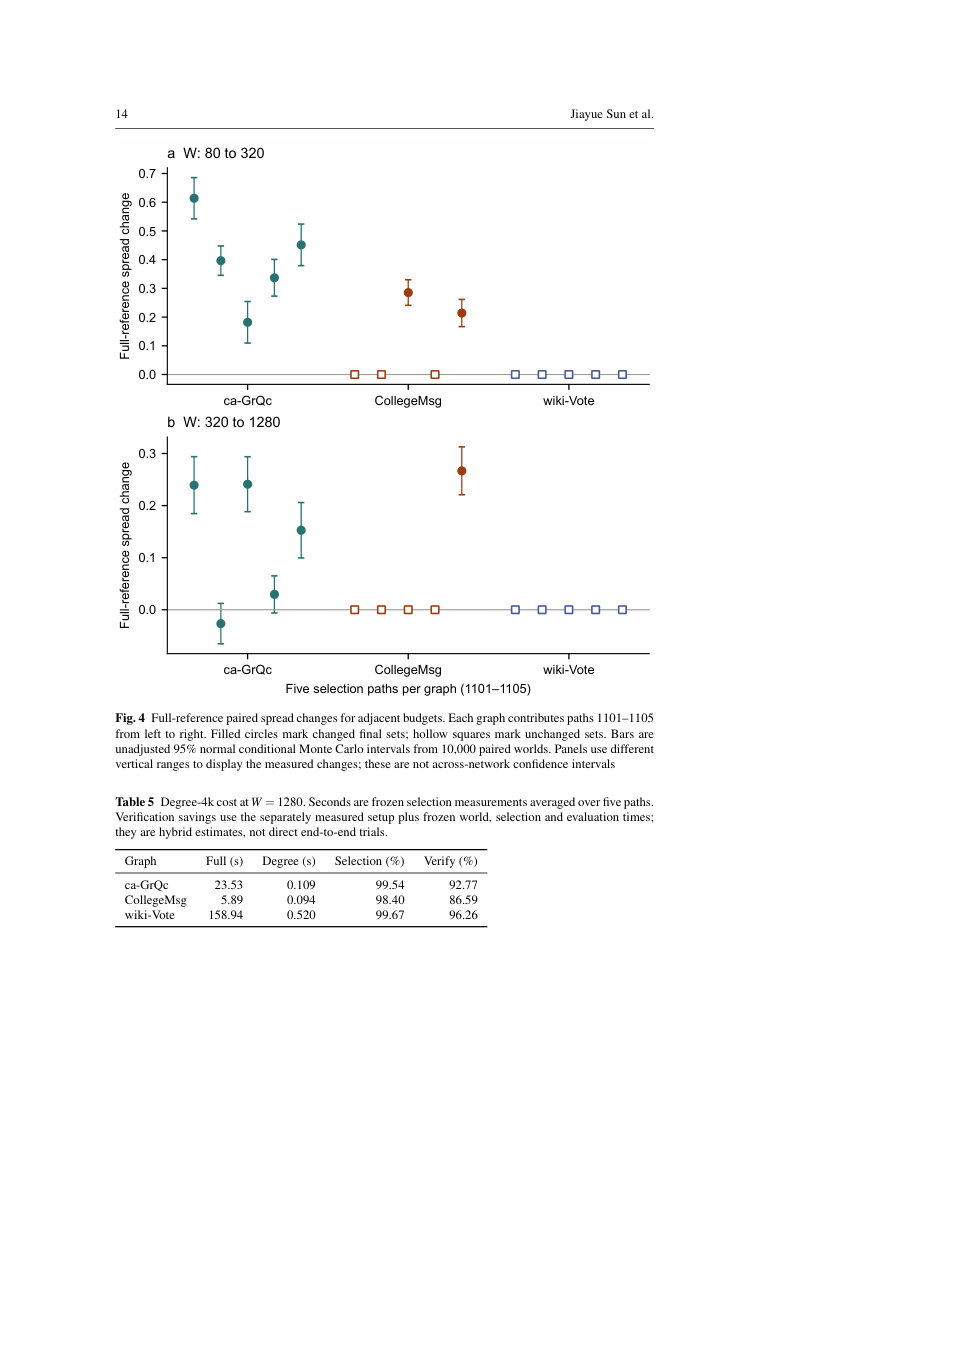 14 Jiayue Sun et al.
a W: 80 to 320
Full-reference spread change
0.7
0.6
0.5
0.4
0.3
0.2
0.1
0.0
ca-GrQc CollegeMsg wiki-Vote
b W: 320 to 1280
Full-reference spread change
0.3
0.2
0.1
0.0
ca-GrQc CollegeMsg wiki-Vote
Five selection paths per graph (1101–1105)
Fig. 4 Full-reference paired spread changes for adjacent budgets. Each graph contributes paths 1101–1105
from left to right. Filled circles mark changed final sets; hollow squares mark unchanged sets. Bars are
unadjusted 95% normal conditional Monte Carlo intervals from 10,000 paired worlds. Panels use different
vertical ranges to display the measured changes; these are not across-network confidence intervals
Table 5 Degree-4k cost at W = 1280. Seconds are frozen selection measurements averaged over five paths.
Verification savings use the separately measured setup plus frozen world, selection and evaluation times;
they are hybrid estimates, not direct end-to-end trials.
Graph Full (s) Degree (s) Selection (%) Verify (%)
ca-GrQc 23.53 0.109 99.54 92.77
CollegeMsg 5.89 0.094 98.40 86.59
wiki-Vote 158.94 0.520 99.67 96.26